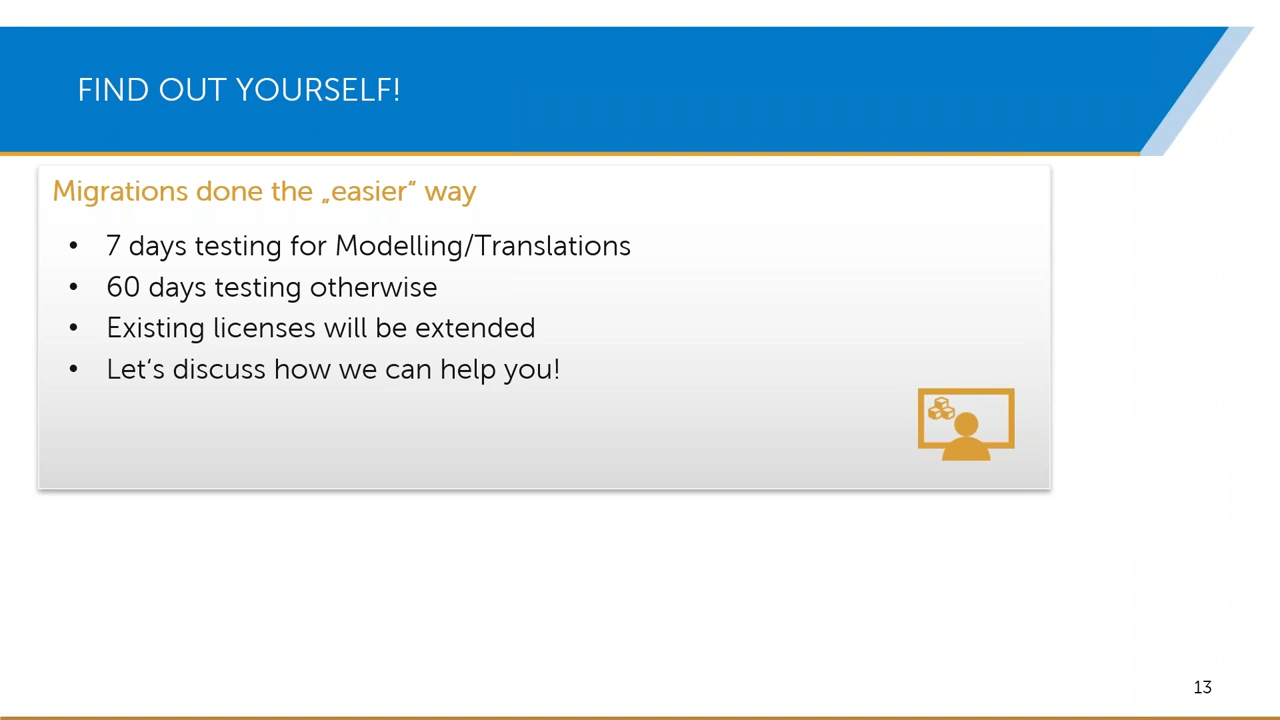 FIND OUT YOURSELF!
Migrations done the „easier“ way
• 7 days testing for Modelling/Translations
• 60 days testing otherwise
• Existing licenses will be extended
• Let‘s discuss how we can help you!
13